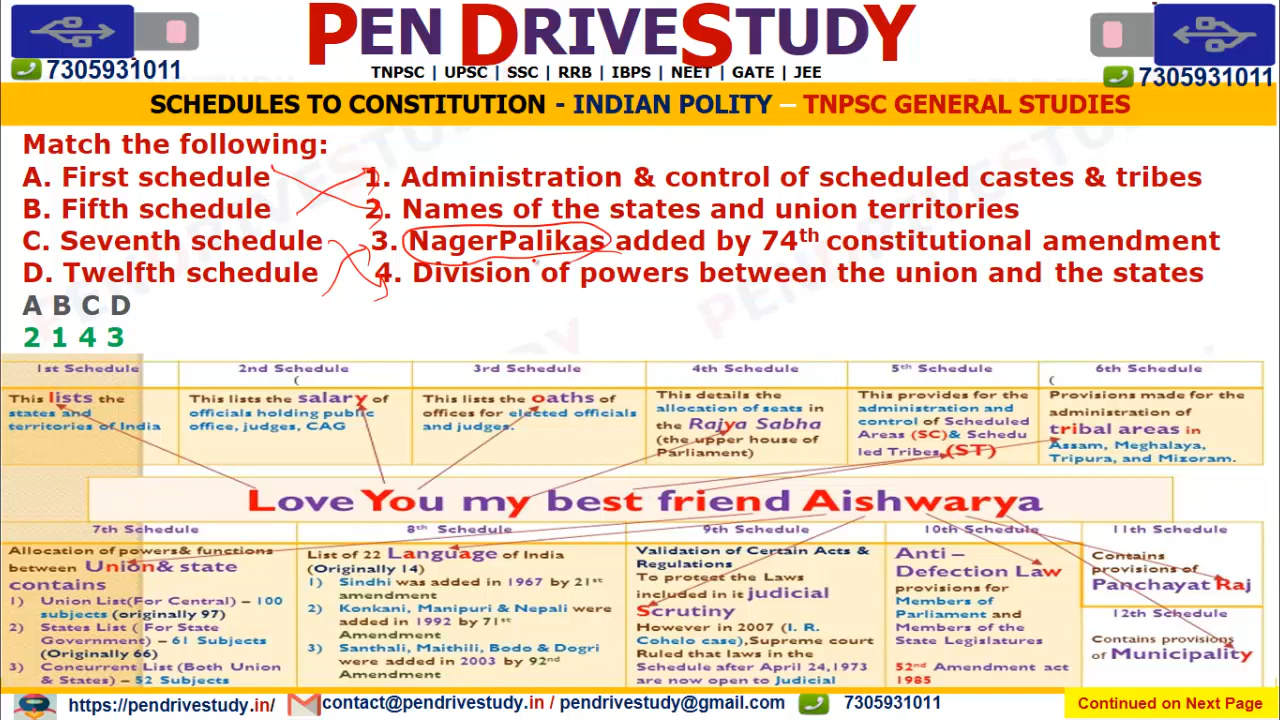 PEN DRIVESTUDY
7305931011
TNPSC | UPSC | SSC | RRB | IBPS | NEET | GATE | JEE
7305931011
SCHEDULES TO CONSTITUTION - INDIAN POLITY – TNPSC GENERAL STUDIES
Match the following:
A. First schedule 1. Administration & control of scheduled castes & tribes
B. Fifth schedule 2. Names of the states and union territories
C. Seventh schedule 3. NagerPalikas added by 74th constitutional amendment
D. Twelfth schedule 4. Division of powers between the union and the states
A B C D
2 1 4 3
1st Schedule
This lists the
states and
territories of India
2nd Schedule
(
This lists the salary of
officials holding public
office, judges, CAG
3rd Schedule
This lists the oaths of
offices for elected officials
and judges.
4th Schedule
This details the
allocation of seats in
the Rajya Sabha
(the upper house of
Parliament)
5th Schedule
This provides for the
administration and
control of Scheduled
Areas (SC)& Schedu
led Tribes (ST)
6th Schedule
(
Provisions made for the
administration of
tribal areas in
Assam, Meghalaya,
Tripura, and Mizoram.
Love You my best friend Aishwarya
7th Schedule
Allocation of powers& functions
between Union& state
contains
1) Union List(For Central) – 100
subjects (originally 97)
2) States List ( For State
Government) – 61 Subjects
(Originally 66)
3) Concurrent List (Both Union
& States) – 52 Subjects
8th Schedule
List of 22 Language of India
(Originally 14)
1) Sindhi was added in 1967 by 21st
amendment
2) Konkani, Manipuri & Nepali were
added in 1992 by 71st
Amendment
3) Santhali, Maithili, Bodo & Dogri
were added in 2003 by 92nd
Amendment
9th Schedule
Validation of Certain Acts &
Regulations
To protect the Laws
included in it judicial
Scrutiny
However in 2007 (I. R.
Cohelo case),Supreme court
Ruled that laws in the
Schedule after April 24,1973
are now open to Judicial
10th Schedule
Anti –
Defection Law
provisions for
Members of
Parliament and
Members of the
State Legislatures
52nd Amendment act
1985
11th Schedule
Contains
provisions of
Panchayat Raj
12th Schedule
Contains provisions
of Municipality
https://pendrivestudy.in/ contact@pendrivestudy.in / pendrivestudy@gmail.com 7305931011 Continued on Next Page